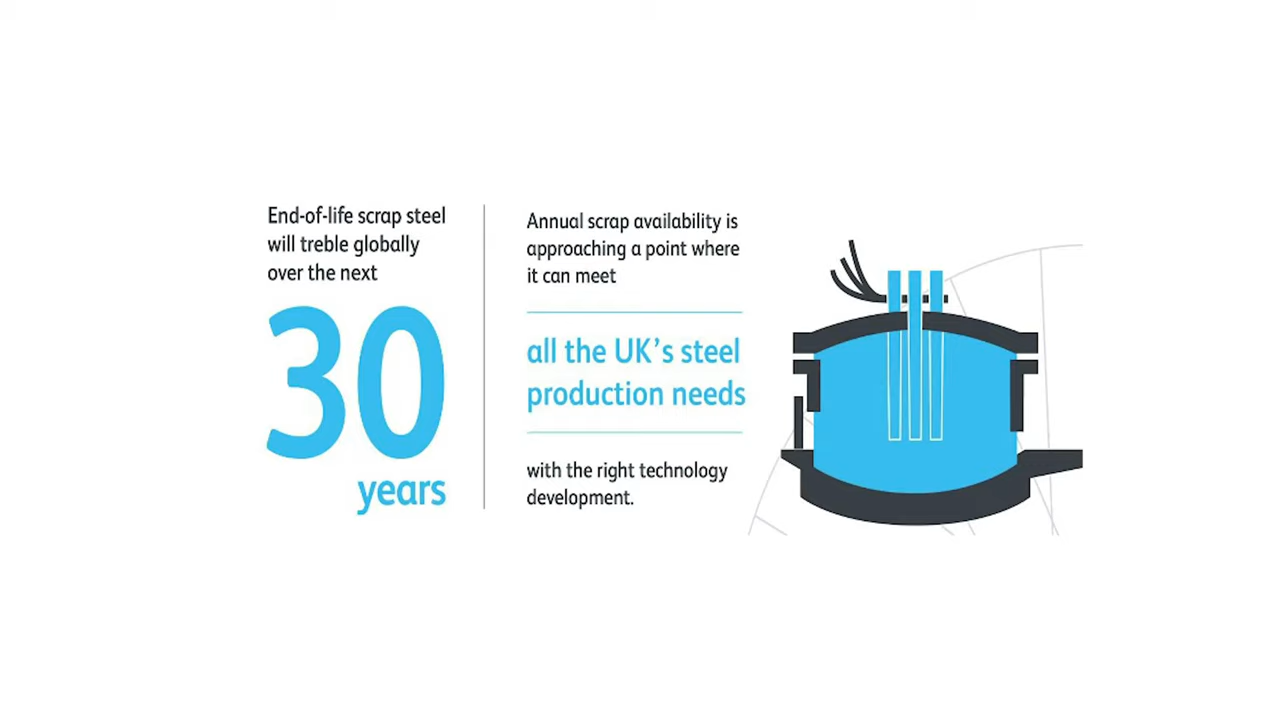 End-of-life scrap steel
will treble globally
over the next
30
years
Annual scrap availability is
approaching a point where
it can meet
all the UK's steel
production needs
with the right technology
development.